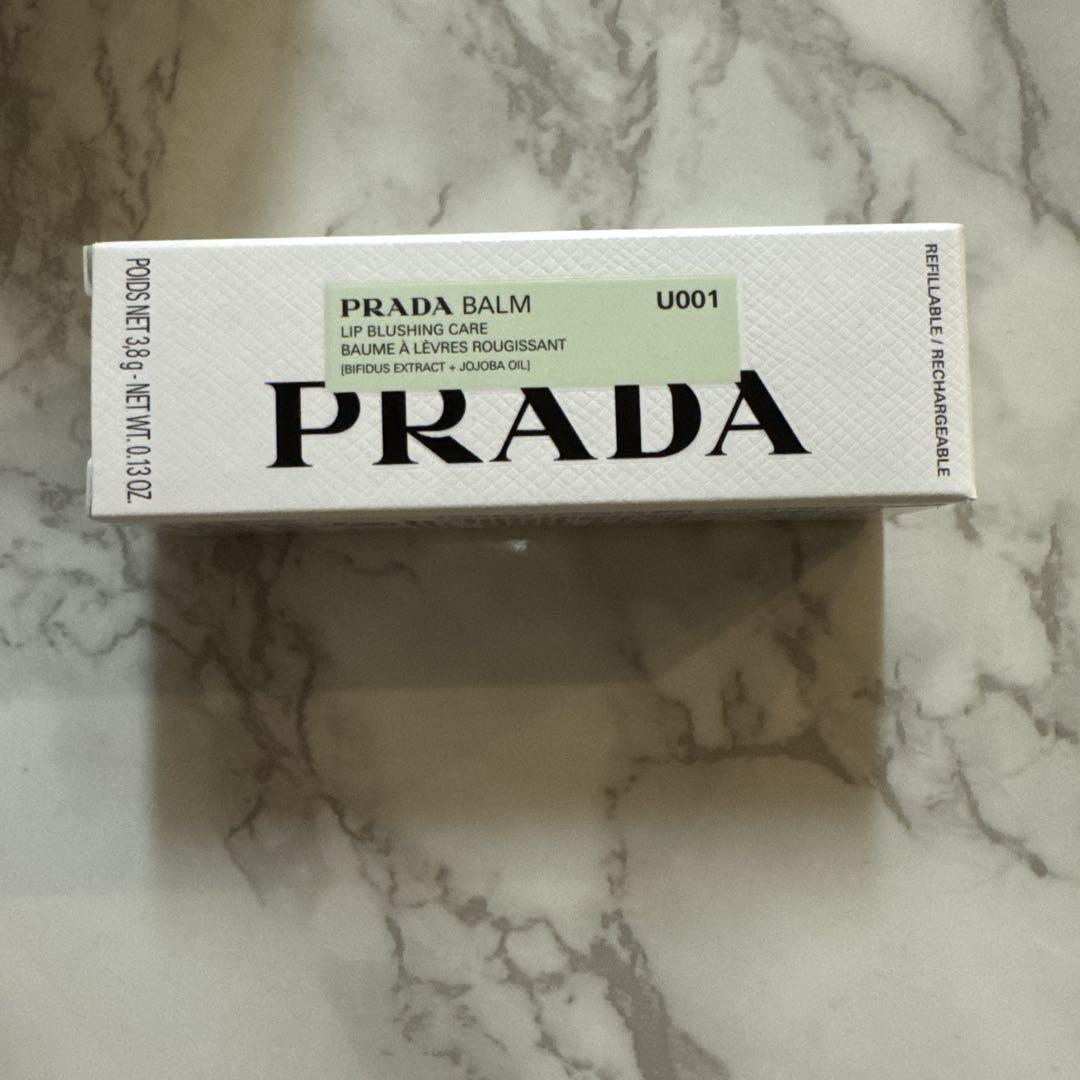 POIDS NET 3,8 g - NET WT. 0.13 OZ.
PRADA BALM
U001
LIP BLUSHING CARE
BAUME À LÈVRES ROUGISSANT
[BIFIDUS EXTRACT + JOJOBA OIL]
PRADA
REFILLABLE / RECHARGEABLE